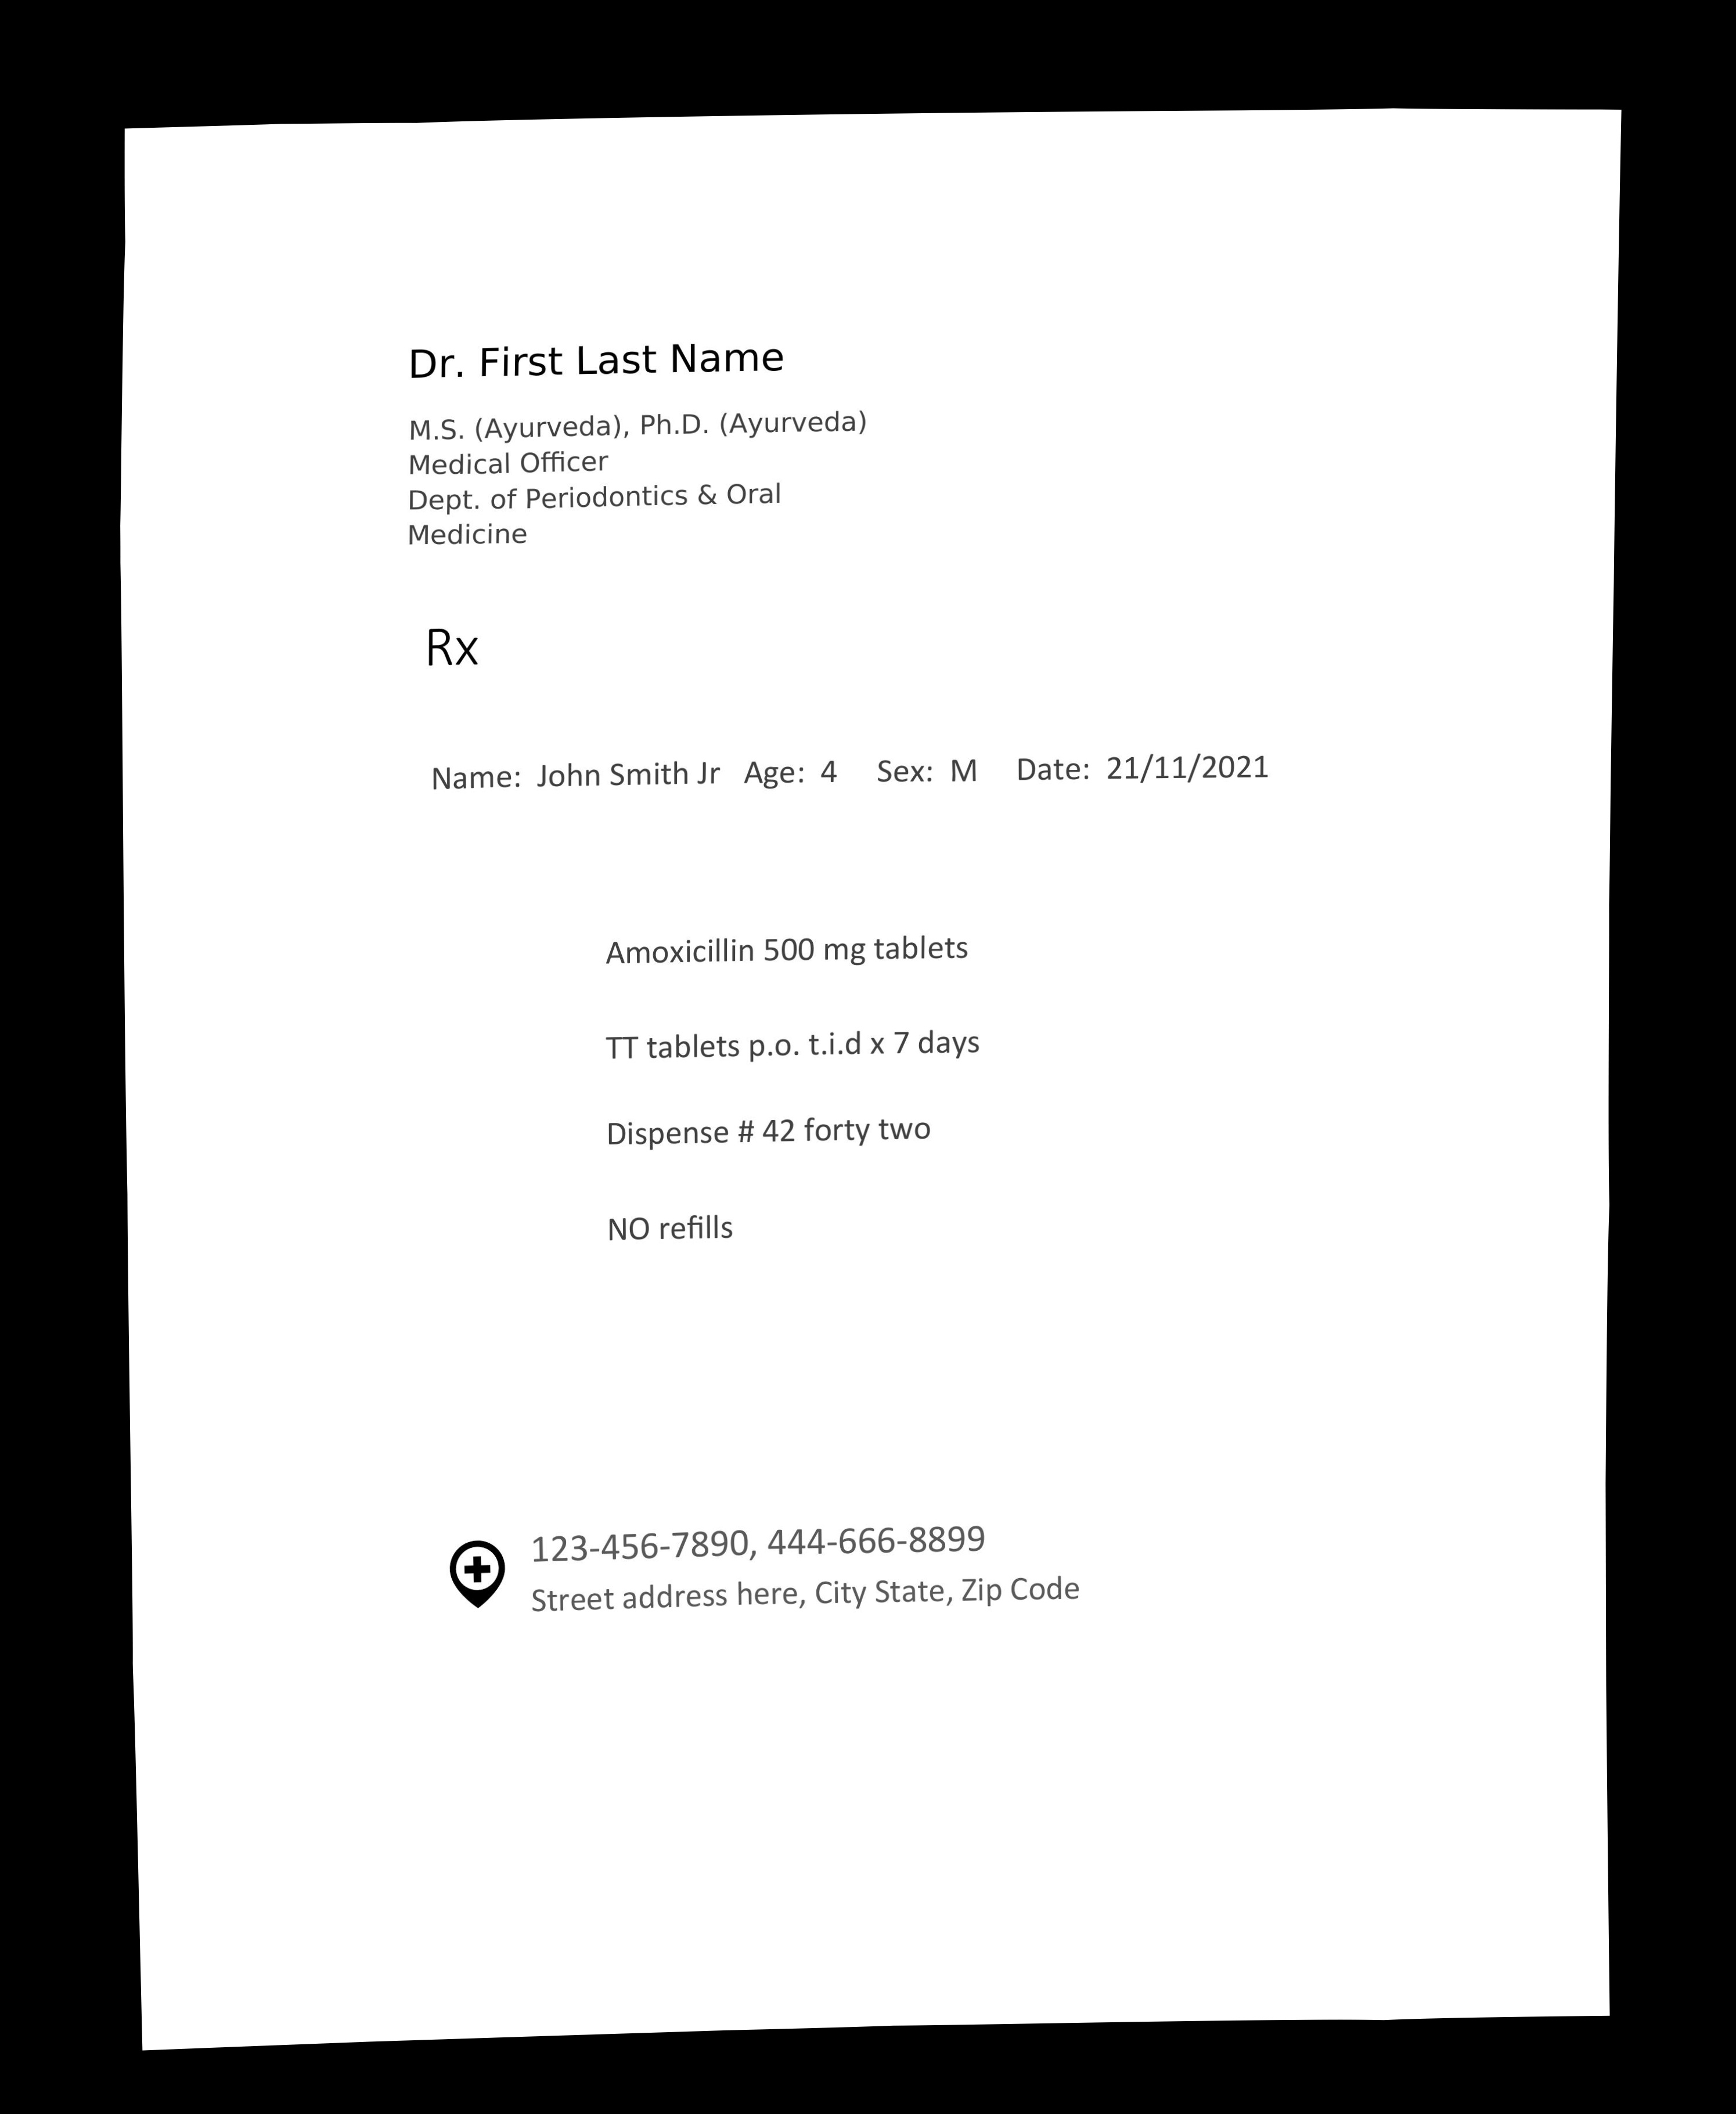 Dr. First Last Name
M.S. (Ayurveda), Ph.D. (Ayurveda)
Medical Officer
Dept. of Periodontics & Oral
Medicine
Rx
Name: John Smith Jr Age: 4 Sex: M Date: 21/11/2021
Amoxicillin 500 mg tablets
TT tablets p.o. t.i.d x 7 days
Dispense # 42 forty two
NO refills
123-456-7890, 444-666-8899
Street address here, City State, Zip Code